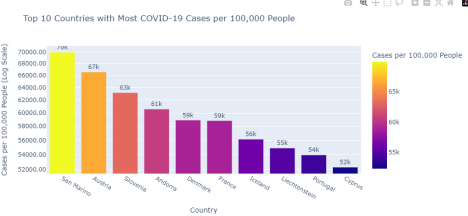 Top 10 Countries with Most COVID-19 Cases per 100,000 People
Cases per 100,000 People (Log Scale)
70000.00
68000.00
66000.00
64000.00
62000.00
60000.00
58000.00
56000.00
54000.00
52000.00
70k
67k
63k
61k
59k
59k
56k
55k
54k
52k
San Marino
Austria
Slovenia
Andorra
Denmark
France
Iceland
Liechtenstein
Portugal
Cyprus
Country
Cases per 100,000 People
65k
60k
55k